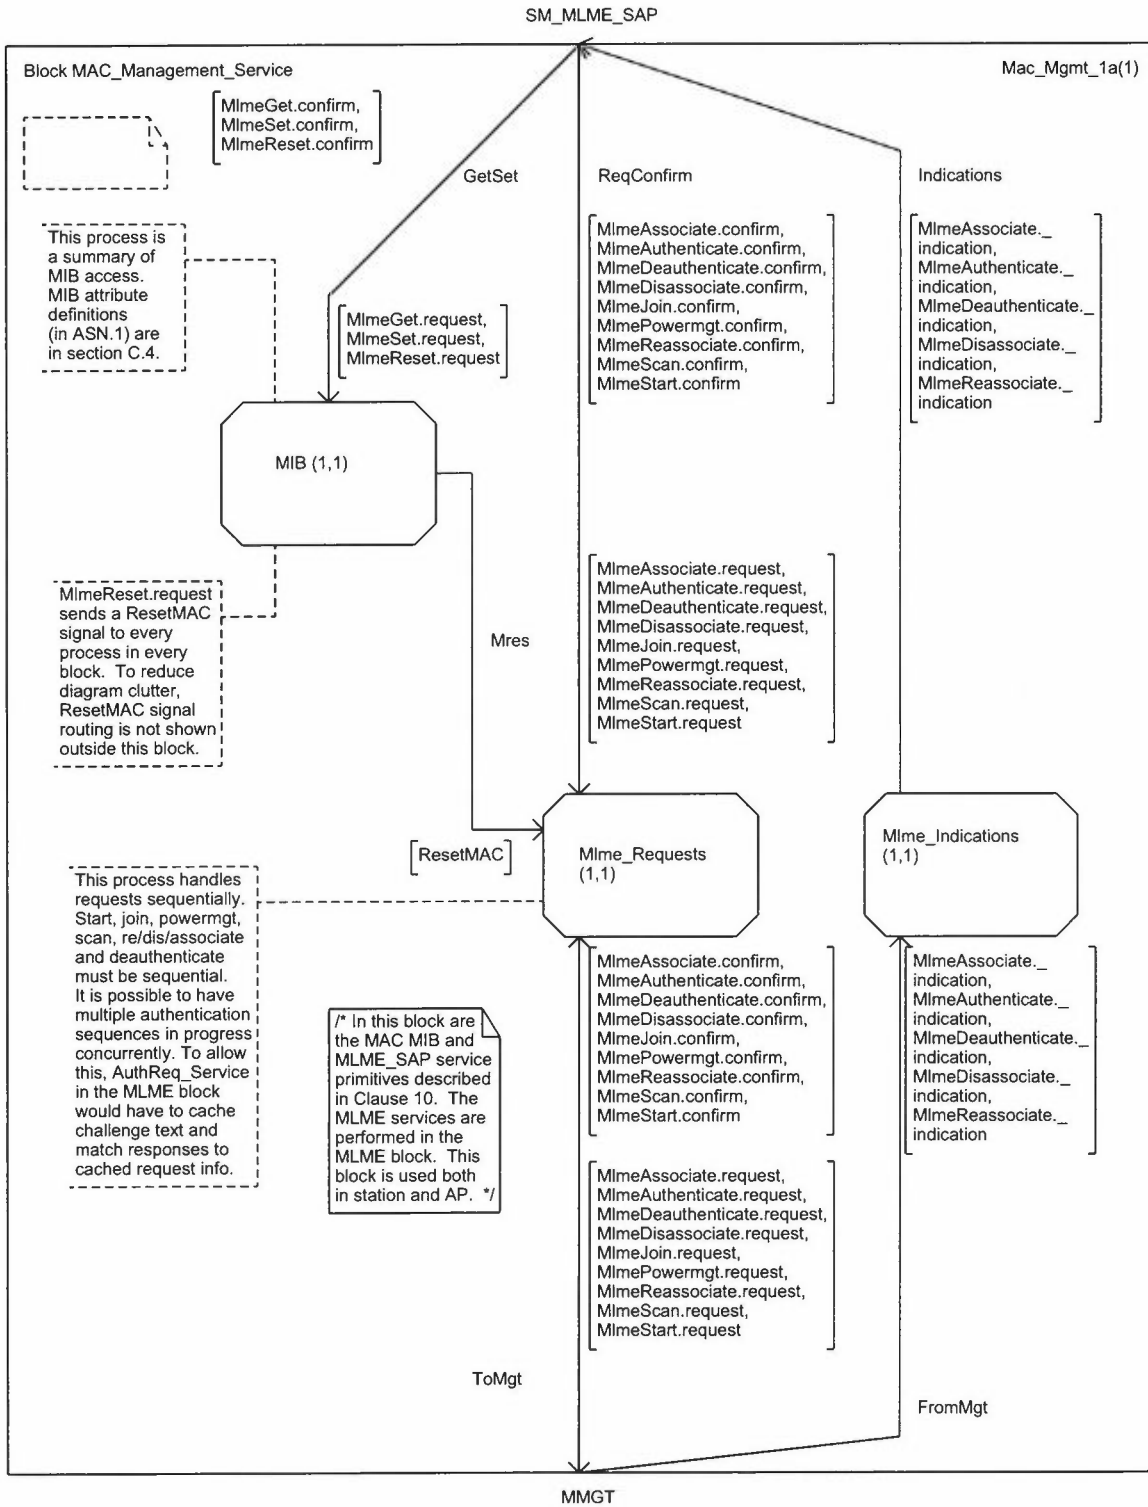 SM_MLME_SAP
Block MAC_Management_Service
Mac_Mgmt_1a(1)
MlmeGet.confirm,
MlmeSet.confirm,
MlmeReset.confirm
GetSet
ReqConfirm
Indications
This process is
a summary of
MIB access.
MIB attribute
definitions
(in ASN.1) are
in section C.4.
MlmeGet.request,
MlmeSet.request,
MlmeReset.request
MlmeAssociate.confirm,
MlmeAuthenticate.confirm,
MlmeDeauthenticate.confirm,
MlmeDisassociate.confirm,
MlmeJoin.confirm,
MlmePowermgt.confirm,
MlmeReassociate.confirm,
MlmeScan.confirm,
MlmeStart.confirm
MlmeAssociate._
indication,
MlmeAuthenticate._
indication,
MlmeDeauthenticate._
indication,
MlmeDisassociate._
indication,
MlmeReassociate._
indication
MIB (1,1)
MlmeReset.request
sends a ResetMAC
signal to every
process in every
block. To reduce
diagram clutter,
ResetMAC signal
routing is not shown
outside this block.
Mres
MlmeAssociate.request,
MlmeAuthenticate.request,
MlmeDeauthenticate.request,
MlmeDisassociate.request,
MlmeJoin.request,
MlmePowermgt.request,
MlmeReassociate.request,
MlmeScan.request,
MlmeStart.request
[ResetMAC]
Mlme_Requests
(1,1)
Mlme_Indications
(1,1)
This process handles
requests sequentially.
Start, join, powermgt,
scan, re/dis/associate
and deauthenticate
must be sequential.
It is possible to have
multiple authentication
sequences in progress
concurrently. To allow
this, AuthReq_Service
in the MLME block
would have to cache
challenge text and
match responses to
cached request info.
/* In this block are
the MAC MIB and
MLME_SAP service
primitives described
in Clause 10. The
MLME services are
performed in the
MLME block. This
block is used both
in station and AP. */
MlmeAssociate.confirm,
MlmeAuthenticate.confirm,
MlmeDeauthenticate.confirm,
MlmeDisassociate.confirm,
MlmeJoin.confirm,
MlmePowermgt.confirm,
MlmeReassociate.confirm,
MlmeScan.confirm,
MlmeStart.confirm
MlmeAssociate._
indication,
MlmeAuthenticate._
indication,
MlmeDeauthenticate._
indication,
MlmeDisassociate._
indication,
MlmeReassociate._
indication
MlmeAssociate.request,
MlmeAuthenticate.request,
MlmeDeauthenticate.request,
MlmeDisassociate.request,
MlmeJoin.request,
MlmePowermgt.request,
MlmeReassociate.request,
MlmeScan.request,
MlmeStart.request
ToMgt
FromMgt
MMGT